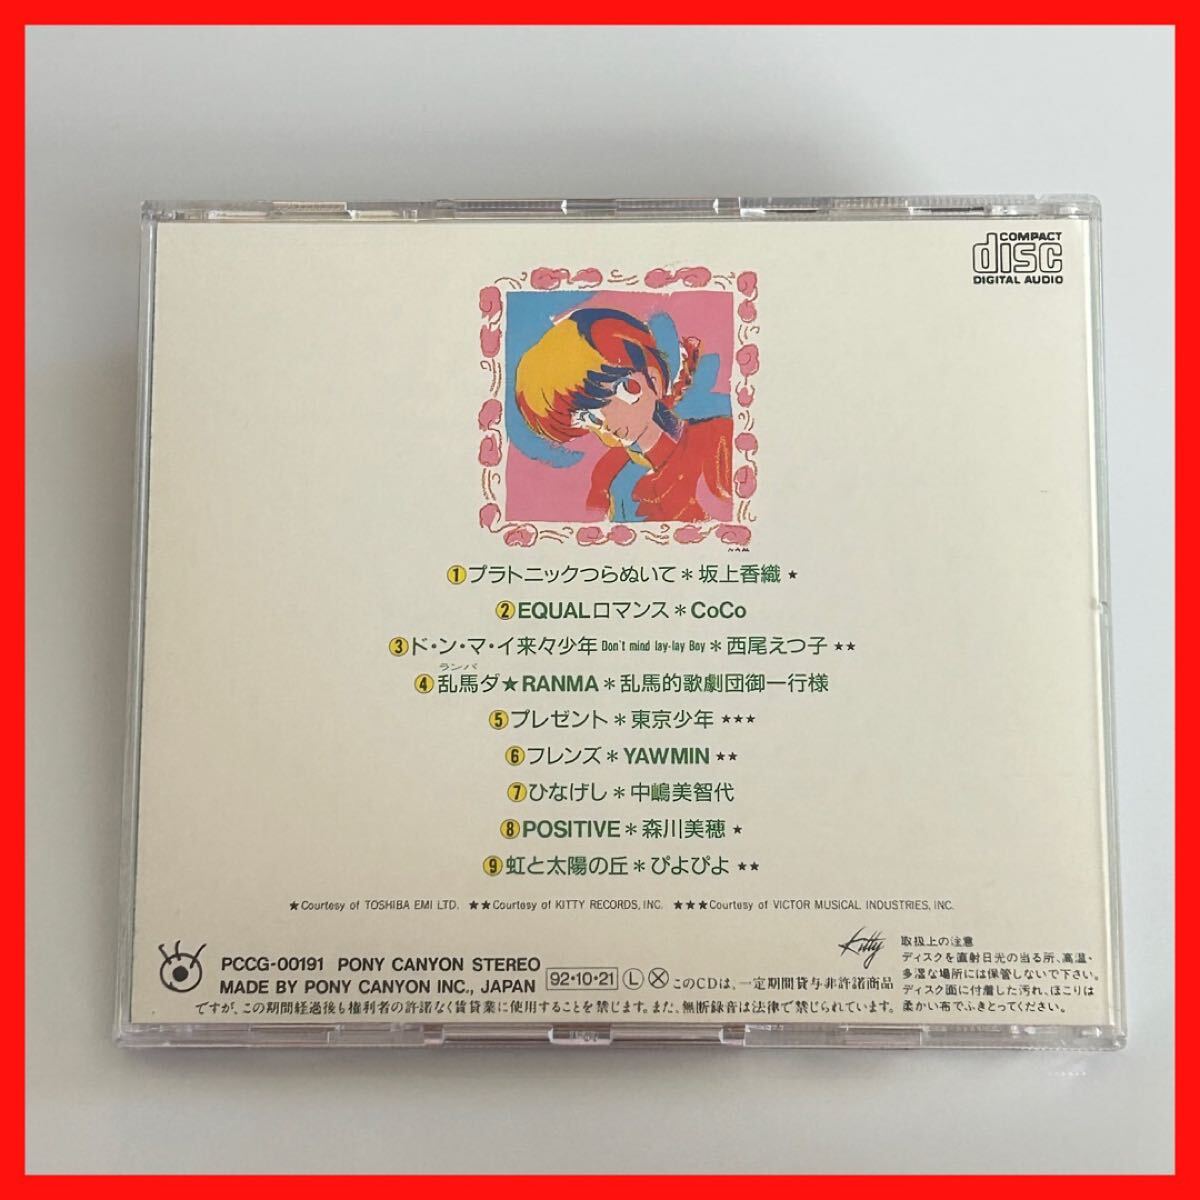 COMPACT
disc
DIGITAL AUDIO
①プラトニックつらぬいて＊坂上香織★
②EQUALロマンス＊CoCo
③ド・ン・マ・イ来々少年 Don't mind lay-lay Boy＊西尾えつ子★★
ランバ
④乱馬ダ★RANMA＊乱馬的歌劇団御一行様
⑤プレゼント＊東京少年★★★
⑥フレンズ＊YAWMIN★★
⑦ひなげし＊中嶋美智代
⑧POSITIVE＊森川美穂★
⑨虹と太陽の丘＊ぴよぴよ★★
★Courtesy of TOSHIBA EMI LTD. ★★Courtesy of KITTY RECORDS, INC. ★★★Courtesy of VICTOR MUSICAL INDUSTRIES, INC.
PCCG-00191 PONY CANYON STEREO
MADE BY PONY CANYON INC., JAPAN 92・10・21 Ⓛ Ⓧ このCDは、一定期間貸与非許諾商品
ですが、この期間経過後も権利者の許諾なく賃貸業に使用することを禁じます。また、無断録音は法律で禁じられています。
Kitty
取扱上の注意
ディスクを直射日光の当る所、高温・
多湿な場所には保管しないで下さい。
ディスク面に付着した汚れ、ほこりは
柔かい布でふきとってください。